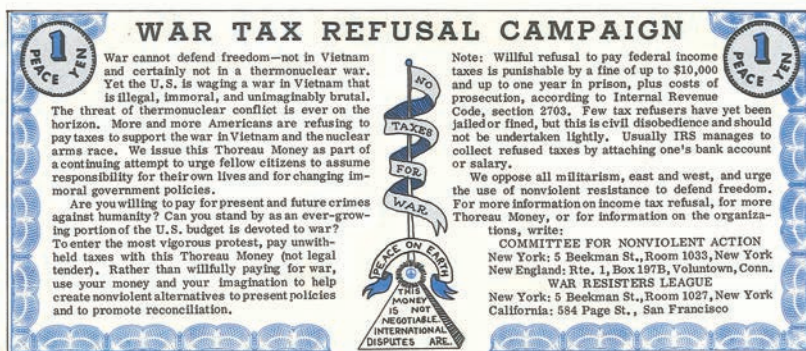 WAR TAX REFUSAL CAMPAIGN
1
PEACE YEN
War cannot defend freedom—not in Vietnam
and certainly not in a thermonuclear war.
Yet the U.S. is waging a war in Vietnam that
is illegal, immoral, and unimaginably brutal.
The threat of thermonuclear conflict is ever on the
horizon. More and more Americans are refusing to
pay taxes to support the war in Vietnam and the nuclear
arms race. We issue this Thoreau Money as part of
a continuing attempt to urge fellow citizens to assume
responsibility for their own lives and for changing im-
moral government policies.
Are you willing to pay for present and future crimes
against humanity? Can you stand by as an ever-grow-
ing portion of the U.S. budget is devoted to war?
To enter the most vigorous protest, pay unwith-
held taxes with this Thoreau Money (not legal
tender). Rather than willfully paying for war,
use your money and your imagination to help
create nonviolent alternatives to present policies
and to promote reconciliation.
NO
TAXES
FOR
WAR
PEACE ON EARTH
THIS
MONEY
IS NOT
NEGOTIABLE.
INTERNATIONAL
DISPUTES ARE.
1
PEACE YEN
Note: Willful refusal to pay federal income
taxes is punishable by a fine of up to $10,000
and up to one year in prison, plus costs of
prosecution, according to Internal Revenue
Code, section 2703. Few tax refusers have yet been
jailed or fined, but this is civil disobedience and should
not be undertaken lightly. Usually IRS manages to
collect refused taxes by attaching one's bank account
or salary.
We oppose all militarism, east and west, and urge
the use of nonviolent resistance to defend freedom.
For more information on income tax refusal, for more
Thoreau Money, or for information on the organiza-
tions, write:
COMMITTEE FOR NONVIOLENT ACTION
New York: 5 Beekman St., Room 1033, New York
New England: Rte. 1, Box 197B, Voluntown, Conn.
WAR RESISTERS LEAGUE
New York: 5 Beekman St., Room 1027, New York
California: 584 Page St., San Francisco